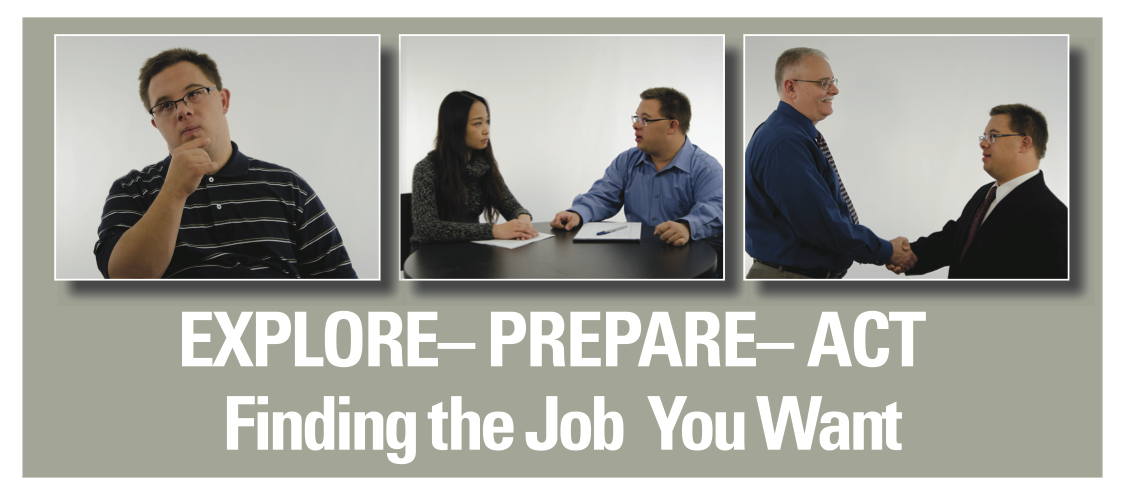 EXPLORE– PREPARE– ACT
Finding the Job You Want